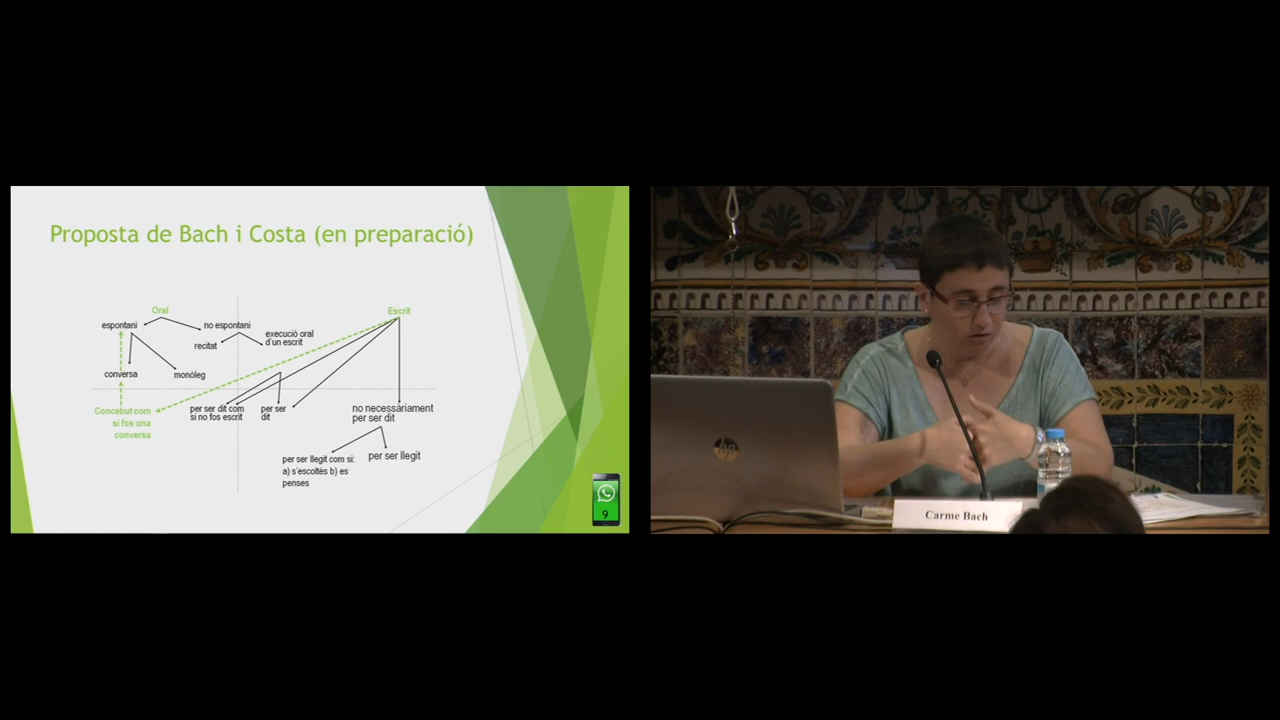 Proposta de Bach i Costa (en preparació)
Oral
Escrit
espontani
no espontani
recitat
execució oral
d'un escrit
conversa
monòleg
Concebut com
si fos una
conversa
per ser dit com
si no fos escrit
per ser
dit
no necessàriament
per ser dit
per ser llegit com si:
a) s'escoltés b) es
penses
per ser llegit
9
hp
Carme Bach